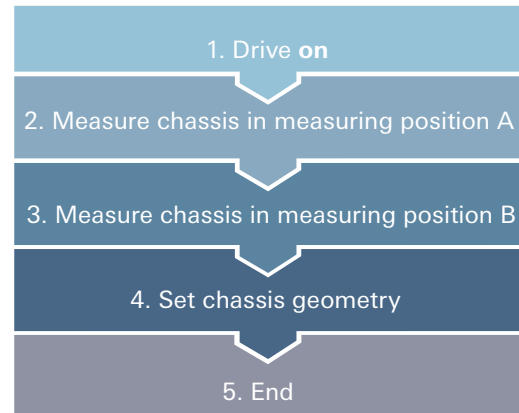 1. Drive on
2. Measure chassis in measuring position A
3. Measure chassis in measuring position B
4. Set chassis geometry
5. End